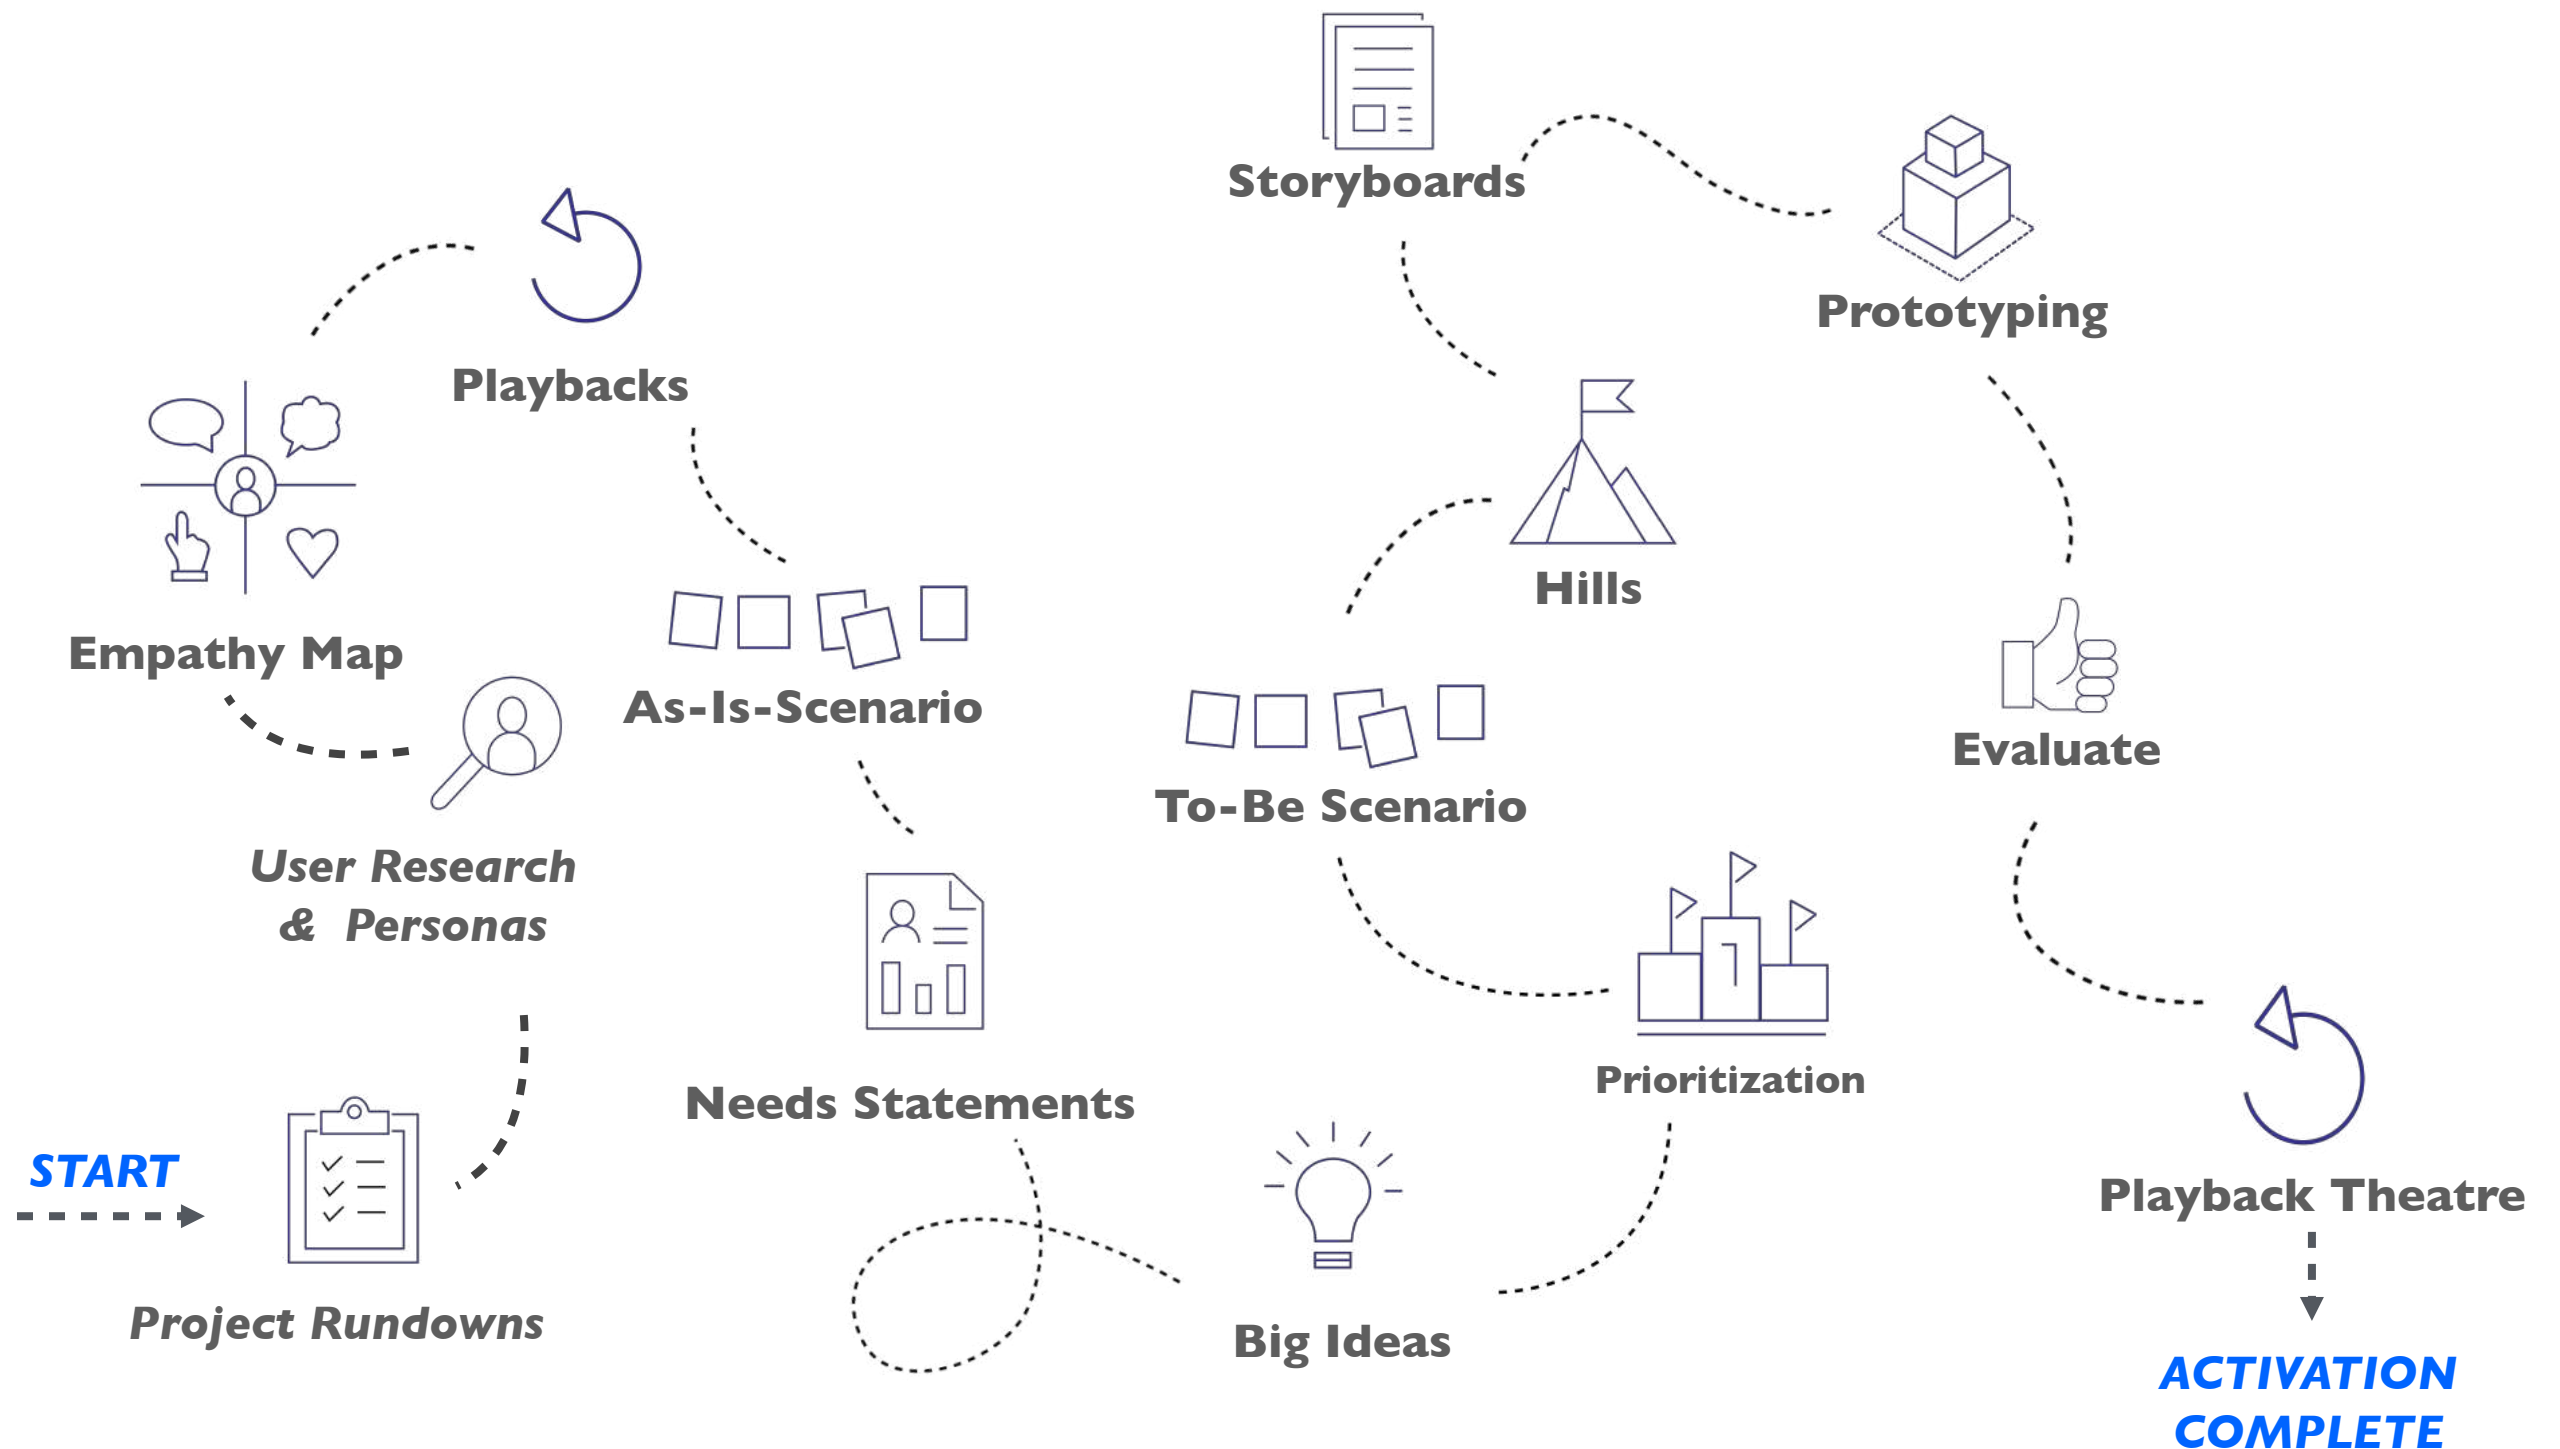 START
Project Rundowns
User Research
& Personas
Empathy Map
Playbacks
As-Is-Scenario
Needs Statements
Big Ideas
1
Prioritization
To-Be Scenario
Hills
Storyboards
Prototyping
Evaluate
Playback Theatre
ACTIVATION
COMPLETE